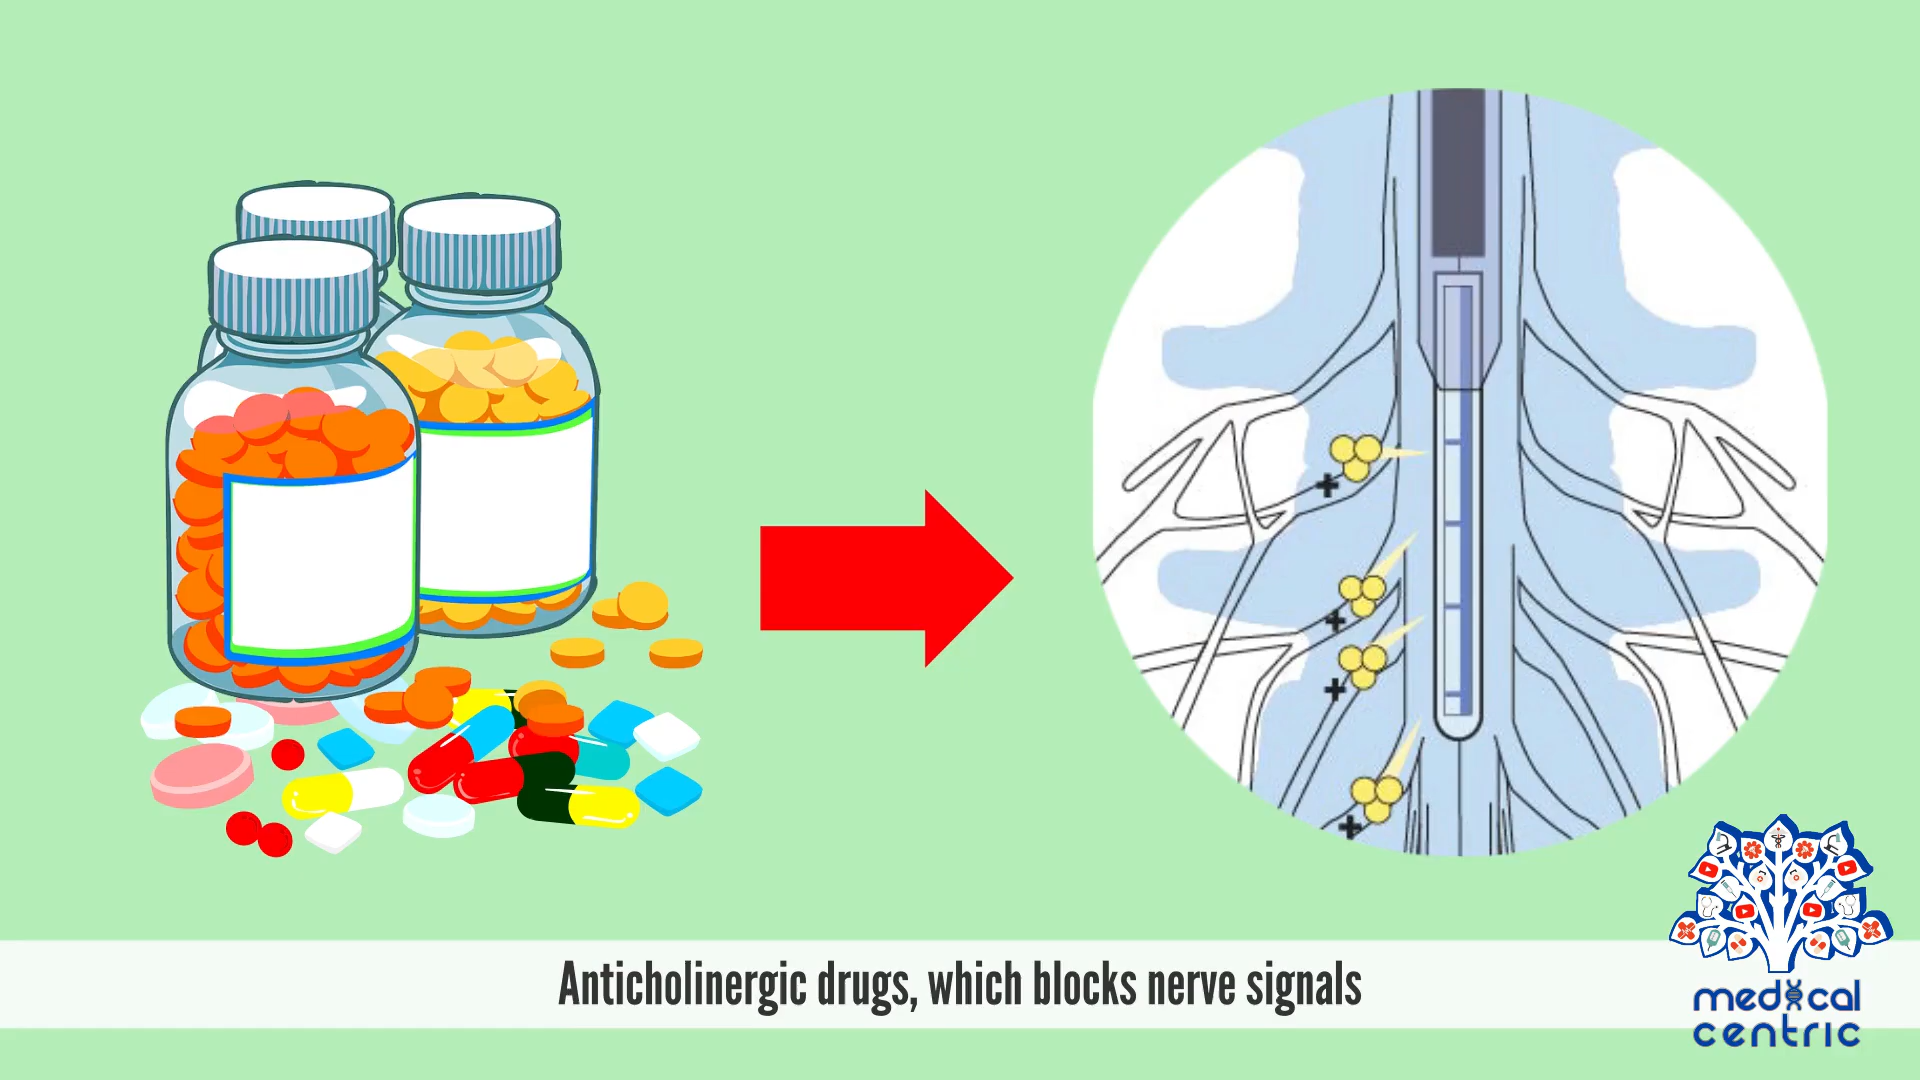 Anticholinergic drugs, which blocks nerve signals
medical
centric